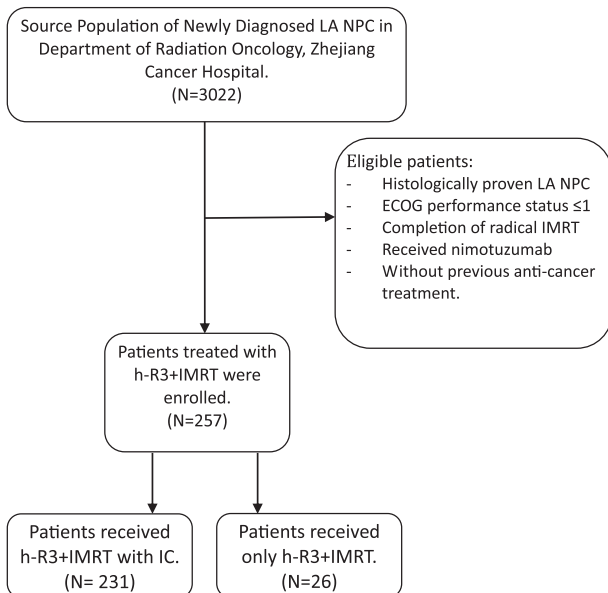 Source Population of Newly Diagnosed LA NPC in
Department of Radiation Oncology, Zhejiang
Cancer Hospital.
(N=3022)
Eligible patients:
- Histologically proven LA NPC
- ECOG performance status ≤1
- Completion of radical IMRT
- Received nimotuzumab
- Without previous anti-cancer
treatment.
Patients treated with
h-R3+IMRT were
enrolled.
(N=257)
Patients received
h-R3+IMRT with IC.
(N= 231)
Patients received
only h-R3+IMRT.
(N=26)